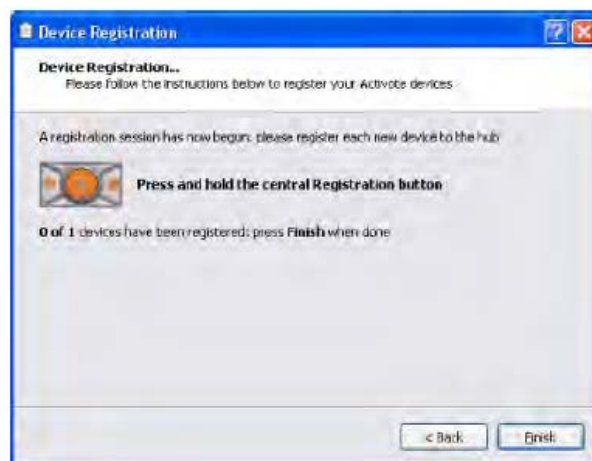 Device Registration
Device Registration...
Please follow the instructions below to register your Activote devices
A registration session has now begun: please register each new device to the hub
Press and hold the central Registration button
0 of 1 devices have been registered: press Finish when done
< Back
Finish